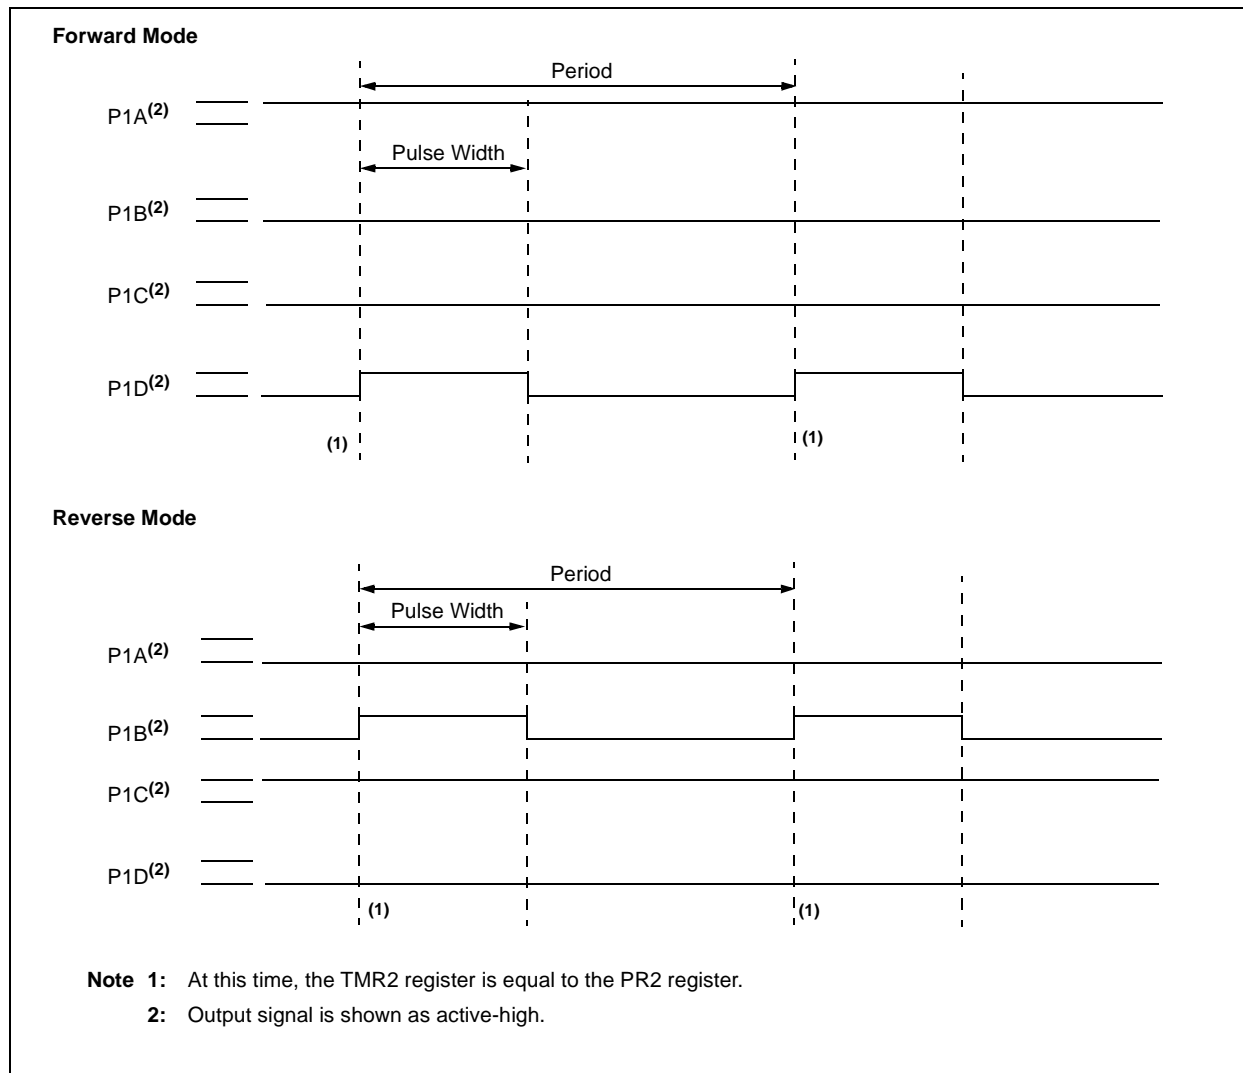 Forward Mode
Period
P1A(2)
Pulse Width
P1B(2)
P1C(2)
P1D(2)
(1)
(1)
Reverse Mode
Period
Pulse Width
P1A(2)
P1B(2)
P1C(2)
P1D(2)
(1)
(1)
Note 1: At this time, the TMR2 register is equal to the PR2 register.
2: Output signal is shown as active-high.